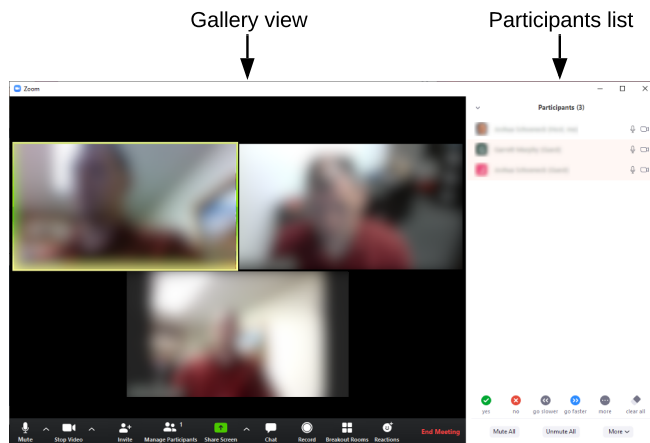 Gallery view
Participants list
Zoom
Participants (3)
yes
no
go slower
go faster
more
clear all
Mute
Stop Video
Invite
Manage Participants
1
Share Screen
Chat
Record
Breakout Rooms
Reactions
End Meeting
Mute All
Unmute All
More